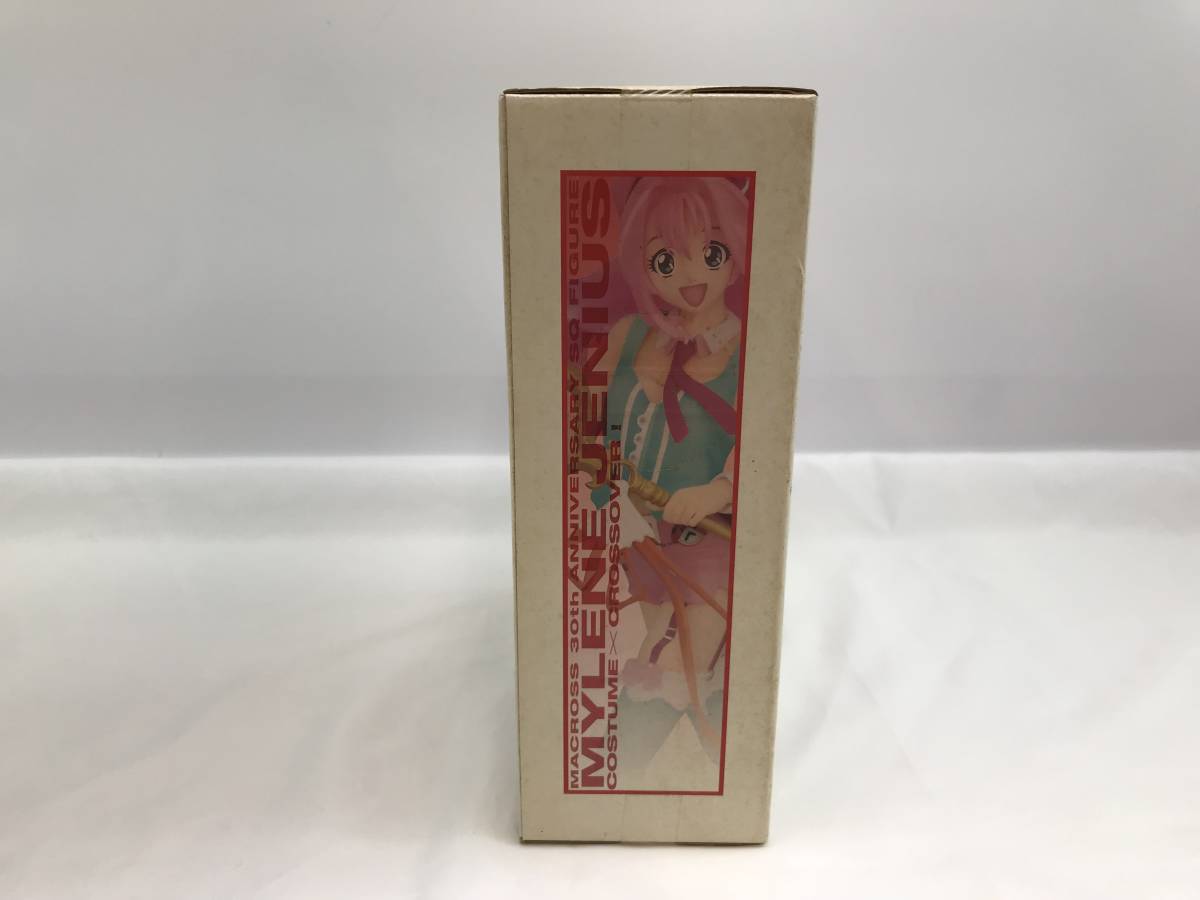 MACROSS 30th ANNIVERSARY SQ FIGURE
MYLENE JENIUS
COSTUME×CROSSOVER!